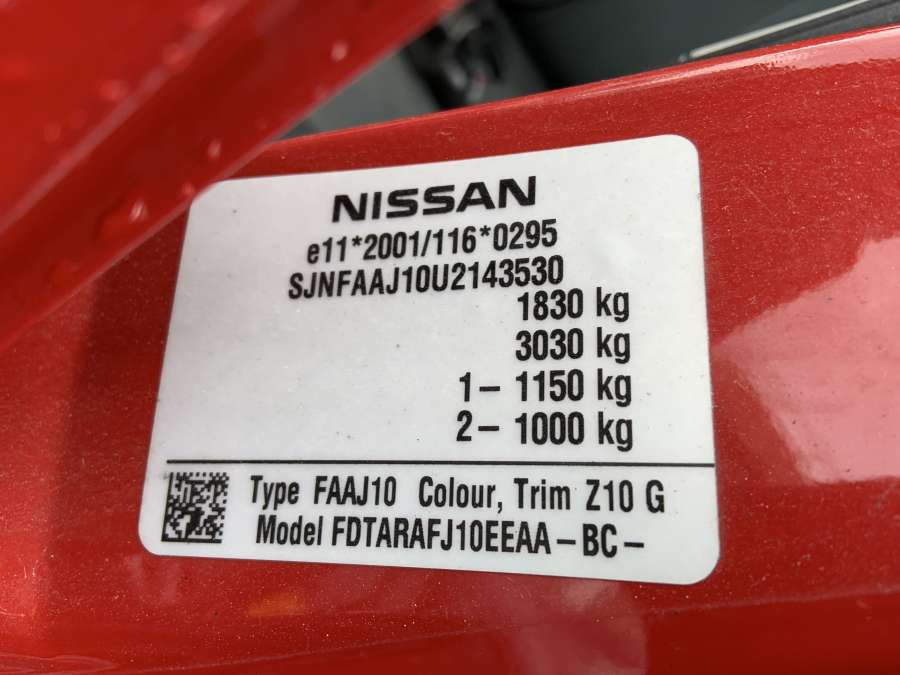 NISSAN
e11*2001/116*0295
SJNFAAJ10U2143530
1830 kg
3030 kg
1– 1150 kg
2– 1000 kg
Type FAAJ10 Colour, Trim Z10 G
Model FDTARAFJ10EEAA – BC –